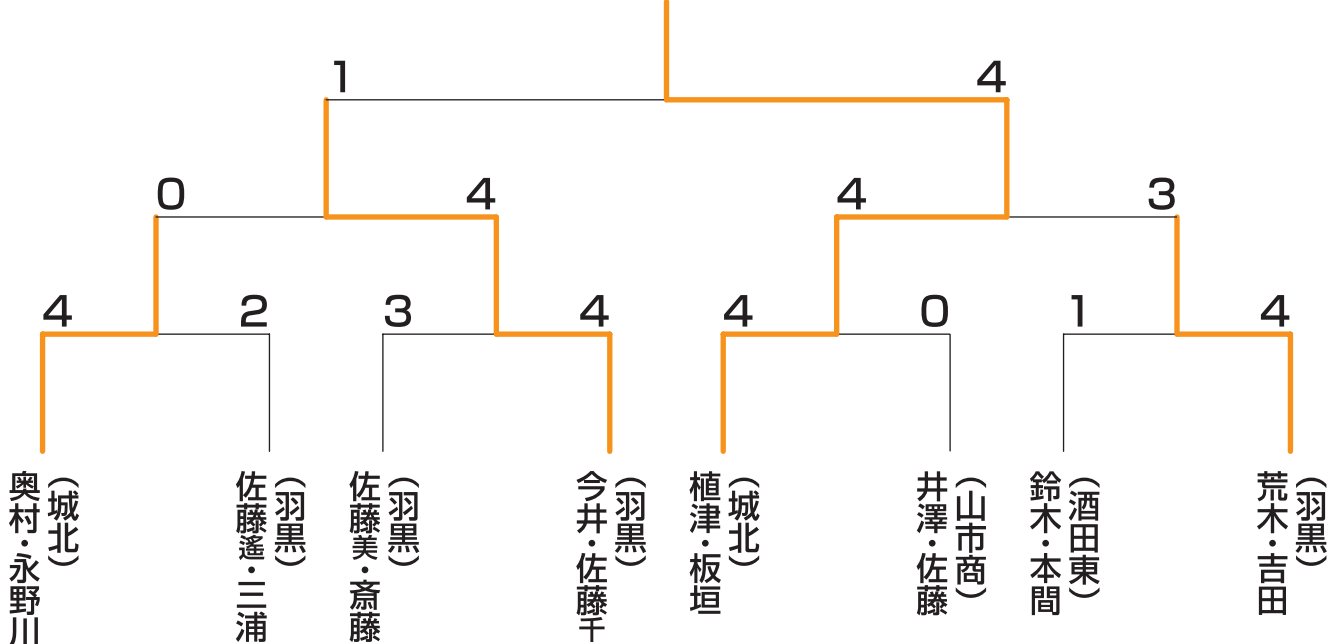 1
4
0
4
4
3
4
2
3
4
4
0
1
4
奥村・永野川
（城北）
佐藤遙・三浦
（羽黒）
佐藤美・斎藤
（羽黒）
今井・佐藤千
（羽黒）
植津・板垣
（城北）
井澤・佐藤
（山市商）
鈴木・本間
（酒田東）
荒木・吉田
（羽黒）